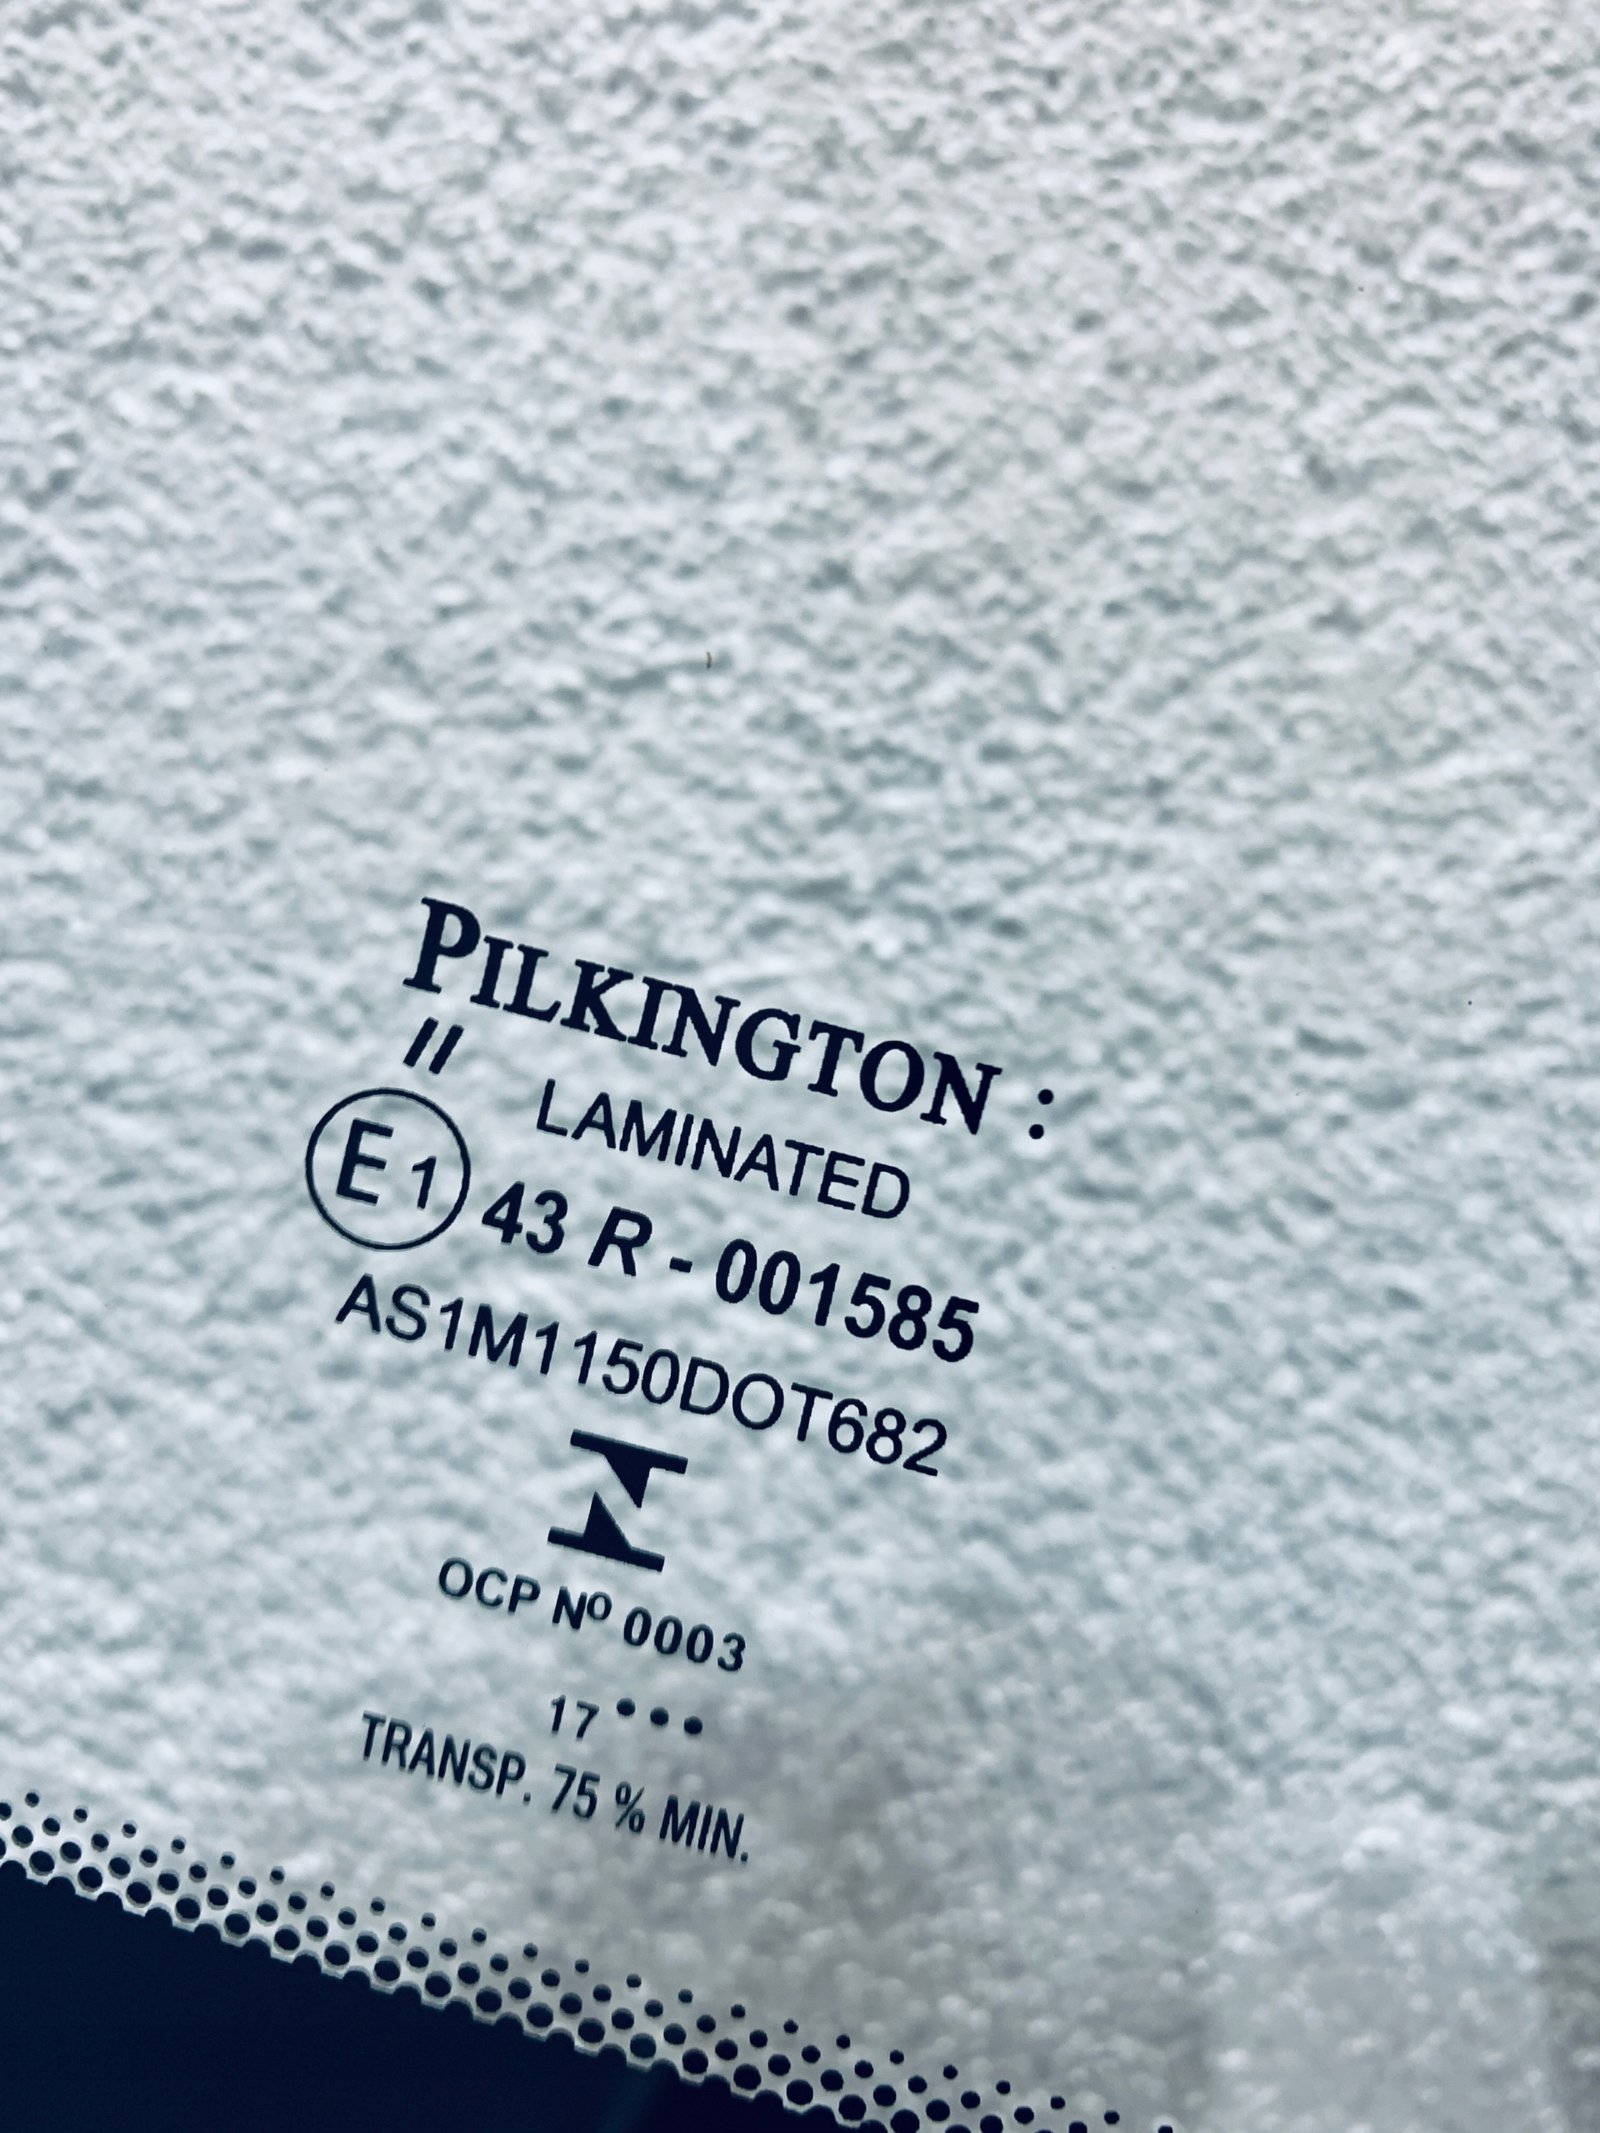 PILKINGTON :
// LAMINATED
E1 43 R - 001585
AS1M1150DOT682
OCP Nº 0003
17 •••
TRANSP. 75 % MIN.